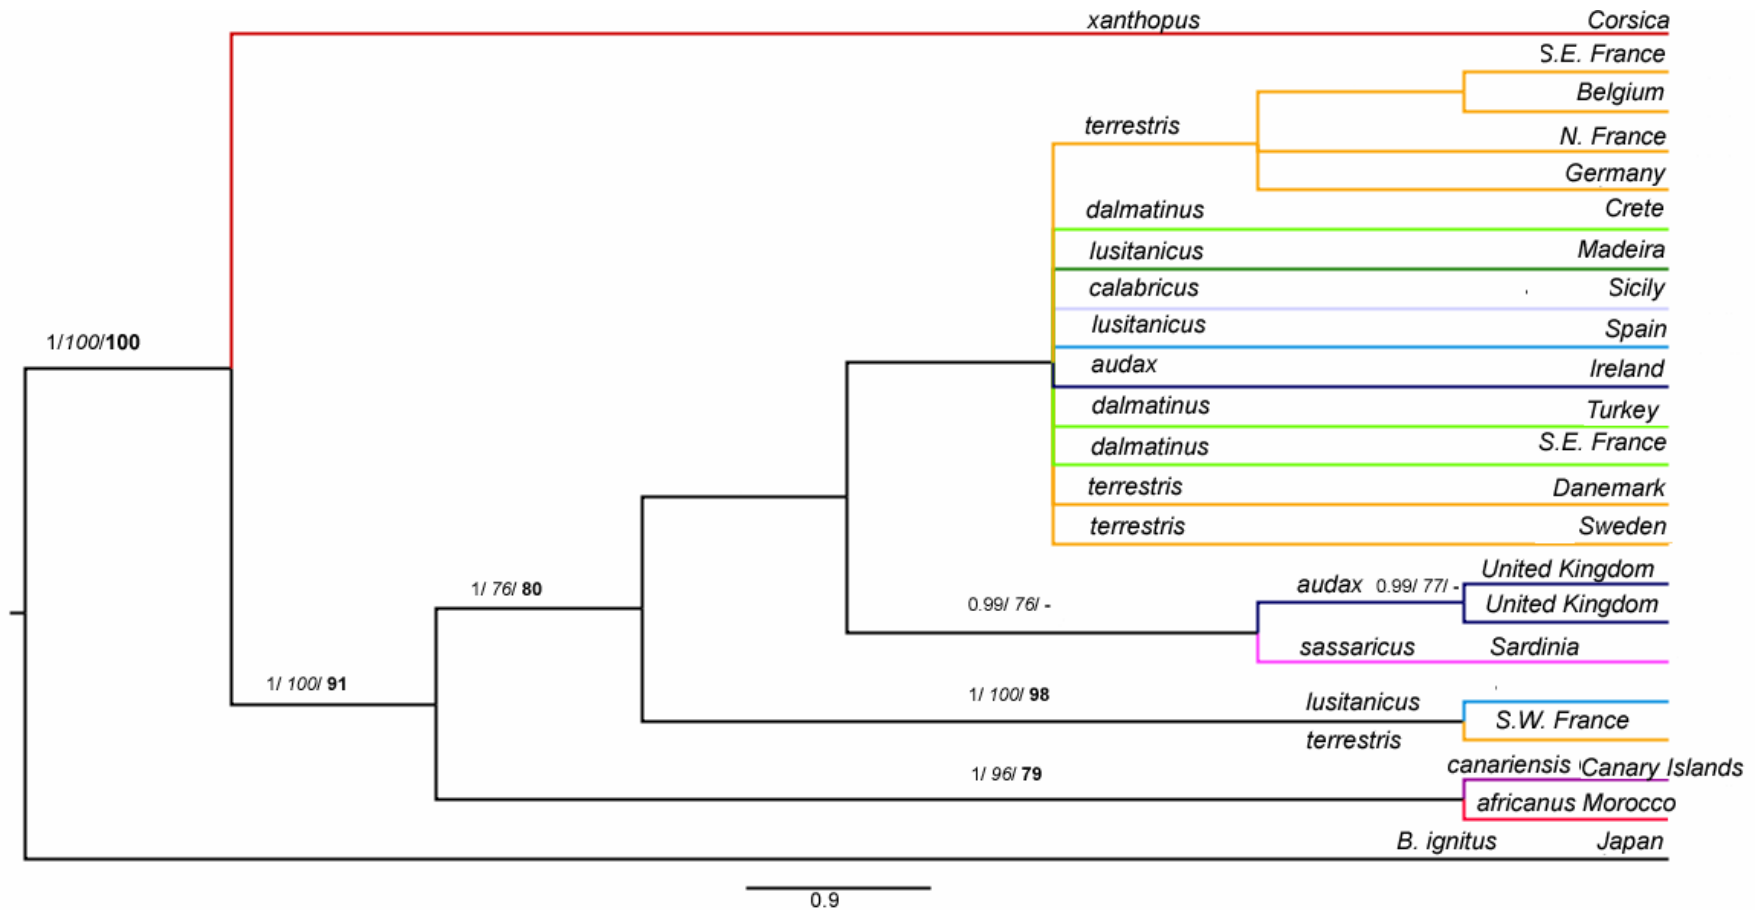 xanthopus Corsica
S.E. France
Belgium
terrestris
N. France
Germany
dalmatinus Crete
lusitanicus Madeira
calabricus Sicily
lusitanicus Spain
1/100/100
audax Ireland
dalmatinus Turkey
dalmatinus S.E. France
terrestris Danemark
terrestris Sweden
United Kingdom
1/ 76/ 80
audax 0.99/ 77/ -
0.99/ 76/ -
United Kingdom
sassaricus Sardinia
1/ 100/ 91
1/ 100/ 98
lusitanicus
S.W. France
terrestris
1/ 96/ 79
canariensis Canary Islands
africanus Morocco
B. ignitus Japan
0.9